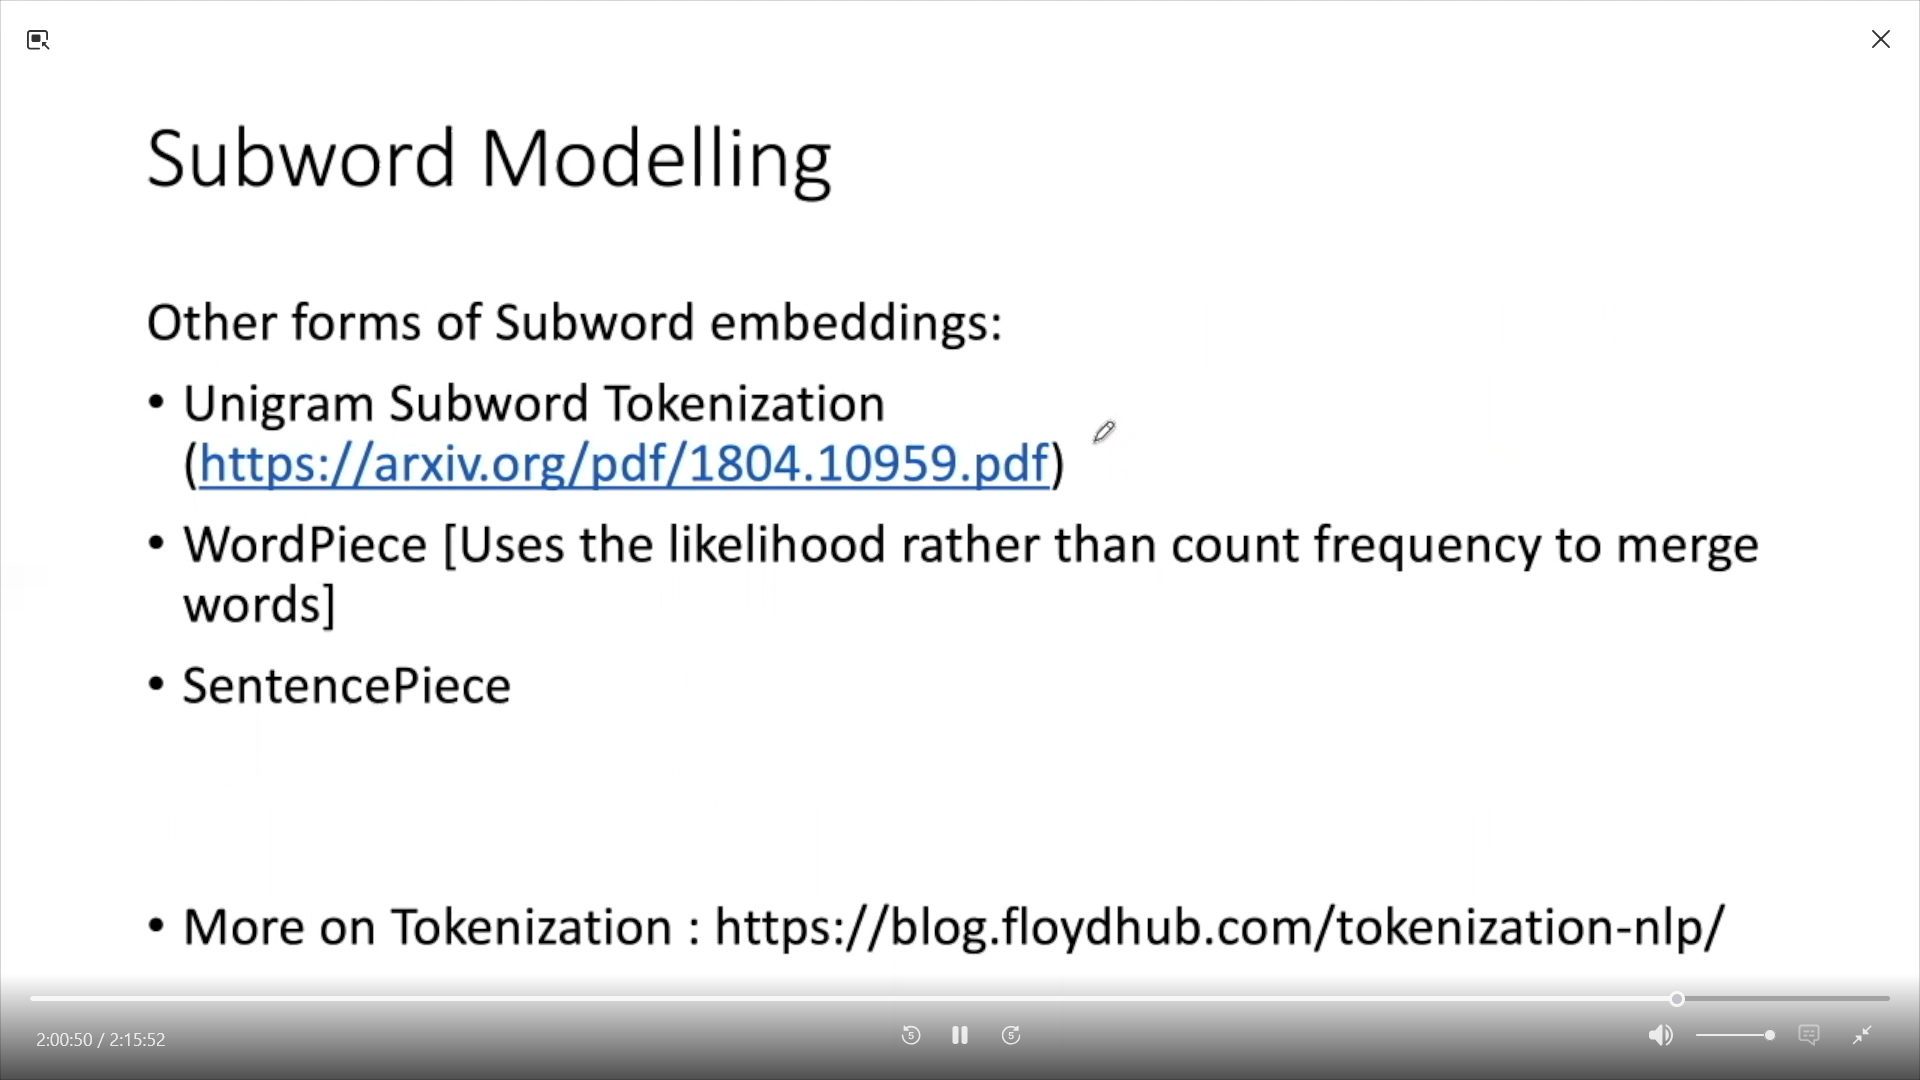 Subword Modelling
Other forms of Subword embeddings:
• Unigram Subword Tokenization
(https://arxiv.org/pdf/1804.10959.pdf)
• WordPiece [Uses the likelihood rather than count frequency to merge
words]
• SentencePiece
• More on Tokenization : https://blog.floydhub.com/tokenization-nlp/
2:00:50 / 2:15:52
5
5